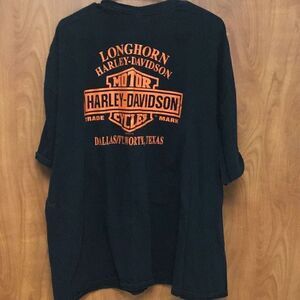 LONGHORN
HARLEY-DAVIDSON
MOTOR
HARLEY-DAVIDSON
TRADE MARK
CYCLES
DALLAS/FT. WORTH, TEXAS